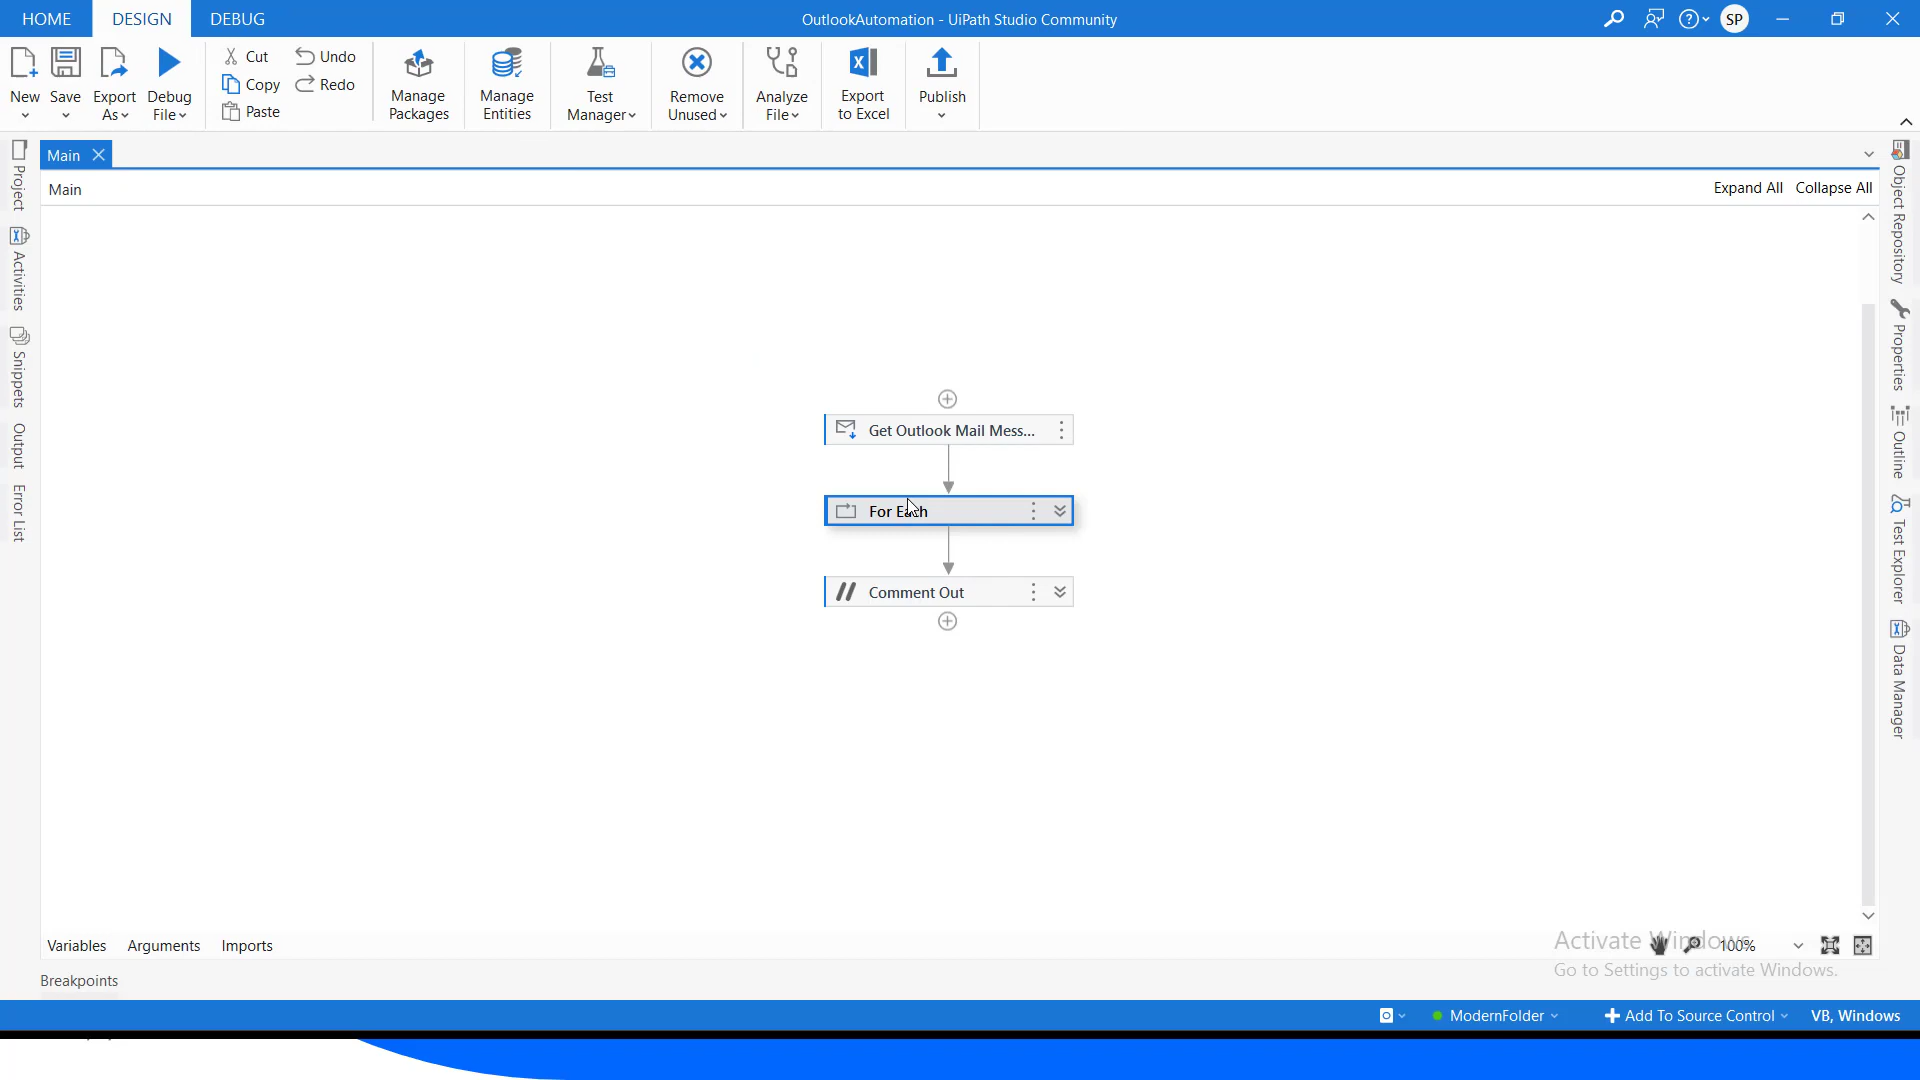 HOME DESIGN DEBUG
OutlookAutomation - UiPath Studio Community
SP
New
Save
Export
As
Debug
File
Cut
Copy
Paste
Undo
Redo
Manage
Packages
Manage
Entities
Test
Manager
Remove
Unused
Analyze
File
Export
to Excel
Publish
Main
Main
Expand All Collapse All
Project
Activities
Snippets
Output
Error List
Get Outlook Mail Mess...
For Each
Comment Out
Object Repository
Properties
Outline
Test Explorer
Data Manager
Variables Arguments Imports
100%
Activate Windows
Go to Settings to activate Windows.
Breakpoints
ModernFolder
Add To Source Control
VB, Windows